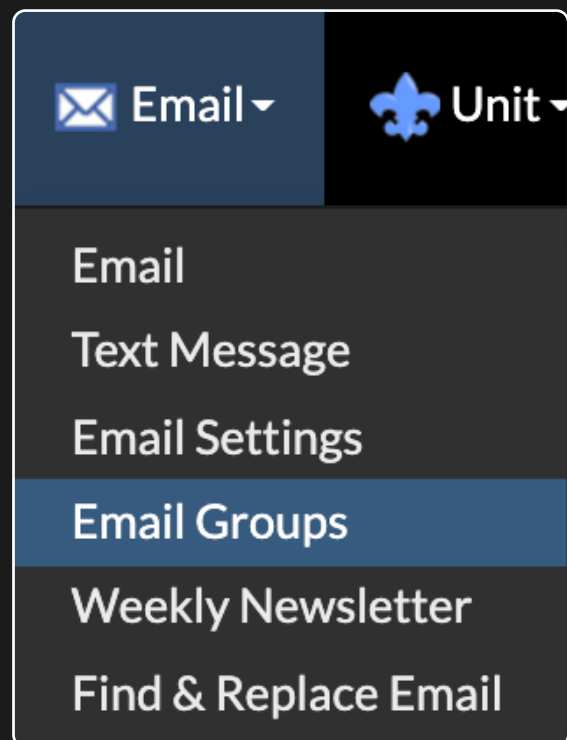 Email Unit
Email
Text Message
Email Settings
Email Groups
Weekly Newsletter
Find & Replace Email